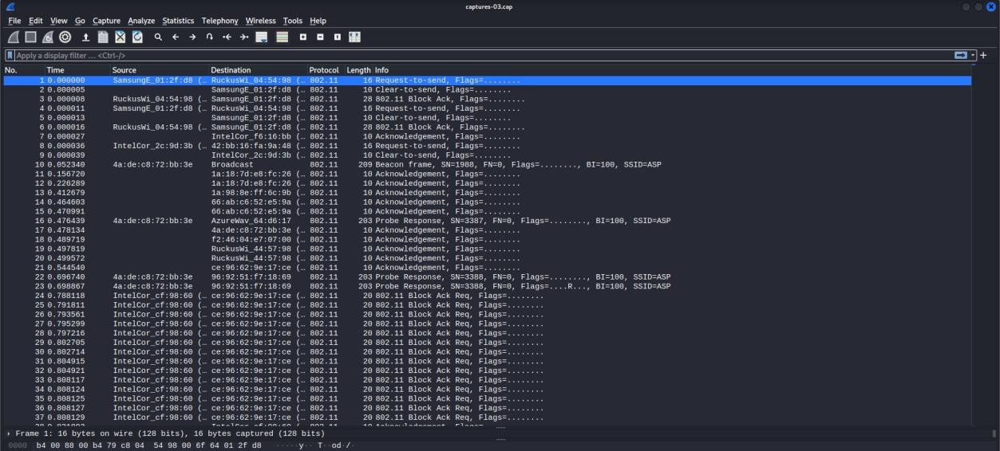 captures-03.cap
File Edit View Go Capture Analyze Statistics Telephony Wireless Tools Help
Apply a display filter ... <Ctrl-/>
No. Time Source Destination Protocol Length Info
1 0.000000 SamsungE_01:2f:d8 (… RuckusWi_04:54:98 (… 802.11 16 Request-to-send, Flags=........
2 0.000005 SamsungE_01:2f:d8 (… 802.11 10 Clear-to-send, Flags=........
3 0.000008 RuckusWi_04:54:98 (… SamsungE_01:2f:d8 (… 802.11 28 802.11 Block Ack, Flags=........
4 0.000011 SamsungE_01:2f:d8 (… RuckusWi_04:54:98 (… 802.11 16 Request-to-send, Flags=........
5 0.000013 SamsungE_01:2f:d8 (… 802.11 10 Clear-to-send, Flags=........
6 0.000016 RuckusWi_04:54:98 (… SamsungE_01:2f:d8 (… 802.11 28 802.11 Block Ack, Flags=........
7 0.000027 IntelCor_f6:16:bb (… 802.11 10 Acknowledgement, Flags=........
8 0.000036 IntelCor_2c:9d:3b (… 42:bb:16:fa:9a:48 (… 802.11 16 Request-to-send, Flags=........
9 0.000039 IntelCor_2c:9d:3b (… 802.11 10 Clear-to-send, Flags=........
10 0.052340 4a:de:c8:72:bb:3e Broadcast 802.11 209 Beacon frame, SN=1988, FN=0, Flags=........, BI=100, SSID=ASP
11 0.156720 1a:18:7d:e8:fc:26 (… 802.11 10 Acknowledgement, Flags=........
12 0.226289 1a:18:7d:e8:fc:26 (… 802.11 10 Acknowledgement, Flags=........
13 0.412679 1a:98:8e:ff:6c:9b (… 802.11 10 Acknowledgement, Flags=........
14 0.464603 66:ab:c6:52:e5:9a (… 802.11 10 Acknowledgement, Flags=........
15 0.470991 66:ab:c6:52:e5:9a (… 802.11 10 Acknowledgement, Flags=........
16 0.476439 4a:de:c8:72:bb:3e AzureWav_64:d6:17 802.11 203 Probe Response, SN=3387, FN=0, Flags=........, BI=100, SSID=ASP
17 0.478134 4a:de:c8:72:bb:3e (… 802.11 10 Acknowledgement, Flags=........
18 0.489719 f2:46:04:e7:07:00 (… 802.11 10 Acknowledgement, Flags=........
19 0.497819 RuckusWi_44:57:98 (… 802.11 10 Acknowledgement, Flags=........
20 0.499572 RuckusWi_44:57:98 (… 802.11 10 Acknowledgement, Flags=........
21 0.544540 ce:96:62:9e:17:ce (… 802.11 10 Acknowledgement, Flags=........
22 0.696740 4a:de:c8:72:bb:3e 96:92:51:f7:18:69 802.11 203 Probe Response, SN=3388, FN=0, Flags=........, BI=100, SSID=ASP
23 0.698867 4a:de:c8:72:bb:3e 96:92:51:f7:18:69 802.11 203 Probe Response, SN=3388, FN=0, Flags=....R..., BI=100, SSID=ASP
24 0.788118 IntelCor_cf:98:60 (… ce:96:62:9e:17:ce (… 802.11 20 802.11 Block Ack Req, Flags=........
25 0.791811 IntelCor_cf:98:60 (… ce:96:62:9e:17:ce (… 802.11 20 802.11 Block Ack Req, Flags=........
26 0.793561 IntelCor_cf:98:60 (… ce:96:62:9e:17:ce (… 802.11 20 802.11 Block Ack Req, Flags=........
27 0.795299 IntelCor_cf:98:60 (… ce:96:62:9e:17:ce (… 802.11 20 802.11 Block Ack Req, Flags=........
28 0.797216 IntelCor_cf:98:60 (… ce:96:62:9e:17:ce (… 802.11 20 802.11 Block Ack Req, Flags=........
29 0.802705 IntelCor_cf:98:60 (… ce:96:62:9e:17:ce (… 802.11 20 802.11 Block Ack Req, Flags=........
30 0.802714 IntelCor_cf:98:60 (… ce:96:62:9e:17:ce (… 802.11 20 802.11 Block Ack Req, Flags=........
31 0.804915 IntelCor_cf:98:60 (… ce:96:62:9e:17:ce (… 802.11 20 802.11 Block Ack Req, Flags=........
32 0.804921 IntelCor_cf:98:60 (… ce:96:62:9e:17:ce (… 802.11 20 802.11 Block Ack Req, Flags=........
33 0.808117 IntelCor_cf:98:60 (… ce:96:62:9e:17:ce (… 802.11 20 802.11 Block Ack Req, Flags=........
34 0.808124 IntelCor_cf:98:60 (… ce:96:62:9e:17:ce (… 802.11 20 802.11 Block Ack Req, Flags=........
35 0.808125 IntelCor_cf:98:60 (… ce:96:62:9e:17:ce (… 802.11 20 802.11 Block Ack Req, Flags=........
36 0.808127 IntelCor_cf:98:60 (… ce:96:62:9e:17:ce (… 802.11 20 802.11 Block Ack Req, Flags=........
37 0.808129 IntelCor_cf:98:60 (… ce:96:62:9e:17:ce (… 802.11 20 802.11 Block Ack Req, Flags=........
Frame 1: 16 bytes on wire (128 bits), 16 bytes captured (128 bits)
0000 b4 00 88 00 b4 79 c8 04 54 98 00 6f 64 01 2f d8 ·····y·· T··od·/·